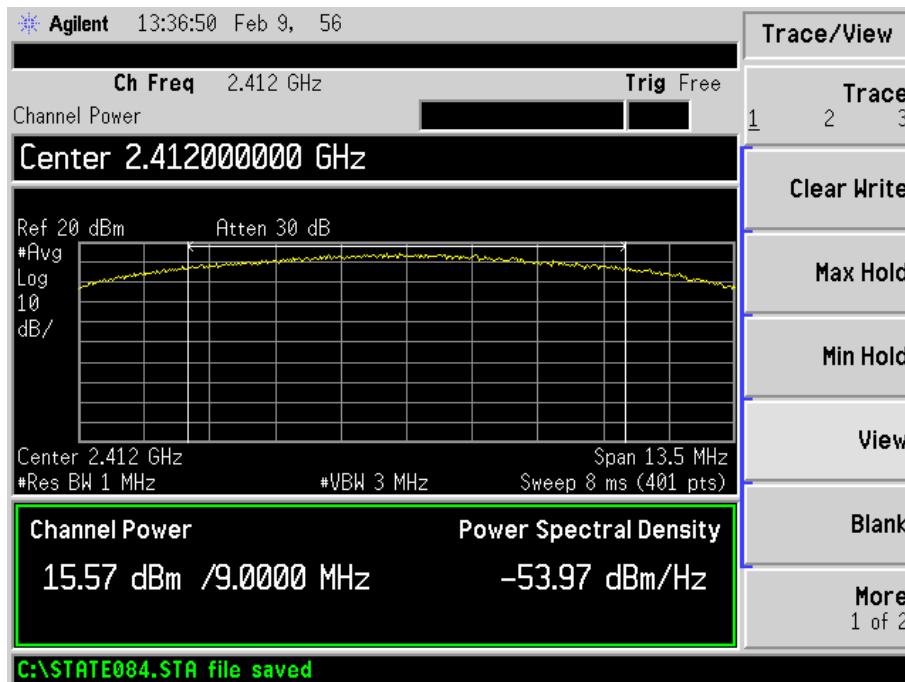 Agilent 13:36:50 Feb 9, 56
Trace/View
Ch Freq 2.412 GHz Trig Free
Channel Power
Trace
1 2 3
Center 2.412000000 GHz
Clear Write
Ref 20 dBm Atten 30 dB
#Avg
Log
10
dB/
Max Hold
Min Hold
View
Center 2.412 GHz Span 13.5 MHz
#Res BW 1 MHz #VBW 3 MHz Sweep 8 ms (401 pts)
Channel Power Power Spectral Density
15.57 dBm /9.0000 MHz -53.97 dBm/Hz
Blank
More
1 of 2
C:\STATE084.STA file saved